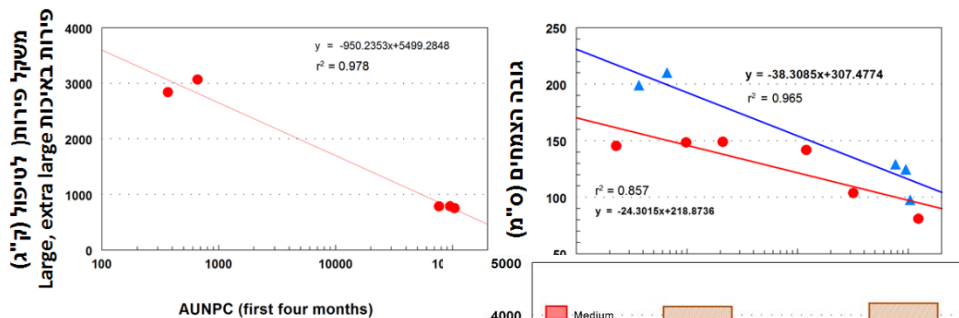 משקל פירות( לטיפול (ק"ג)
Large, extra large פירות באיכות
4000
3000
2000
1000
0
100
1000
10000
10
y = -950.2353x+5499.2848
r² = 0.978
AUNPC (first four months)
גובה הצמחים (ס"מ)
250
200
150
100
50
y = -38.3085x+307.4774
r² = 0.965
r² = 0.857
y = -24.3015x+218.8736
5000
4000
Medium